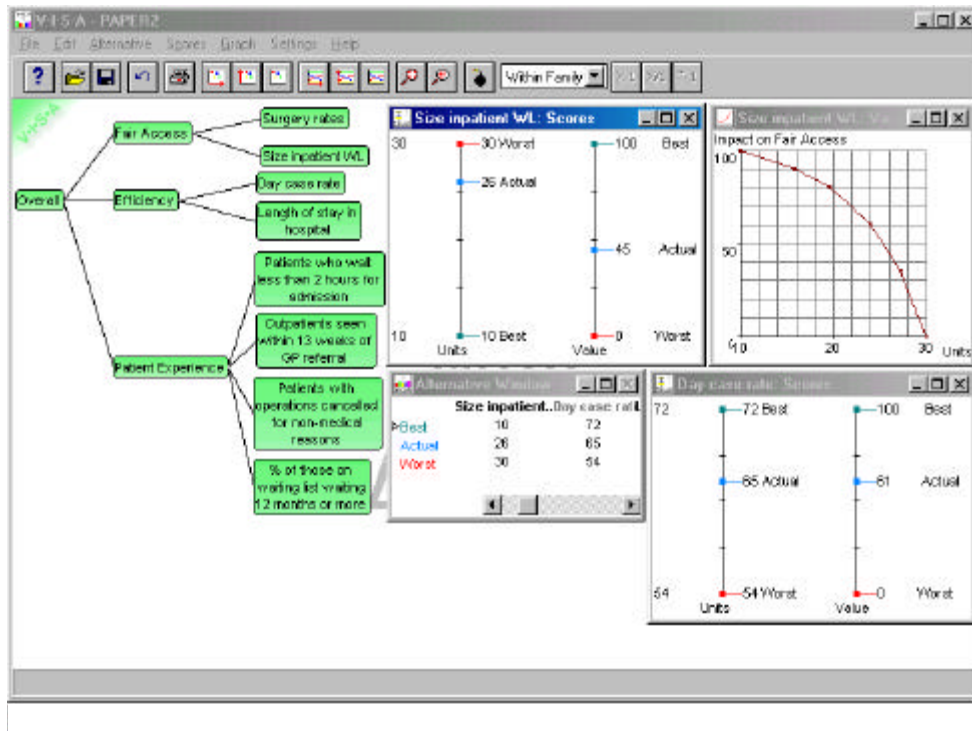 V·I·S·A - PAPER2
File Edit Alternative Scores Graph Settings Help
?
Within Family
V·I·S·A
Overall
Fair Access
Surgery rates
Size inpatient WL
Efficiency
Day case rate
Length of stay in
hospital
Patient Experience
Patients who wait
less than 2 hours for
admission
Outpatients seen
within 13 weeks of
GP referral
Patients with
operations cancelled
for non-medical
reasons
% of those on
waiting list waiting
12 months or more
Size inpatient WL: Scores
30 30 Worst 100 Best
26 Actual
45 Actual
10 10 Best 0 Worst
Units Value
Size inpatient WL:
Impact on Fair Access
100
50
0
10 20 30 Units
Alternative Window
Size inpatient.. Day case rate
Best 10 72
Actual 26 65
Worst 30 54
Day case rate: Scores
72 72 Best 100 Best
65 Actual 61 Actual
54 54 Worst 0 Worst
Units Value